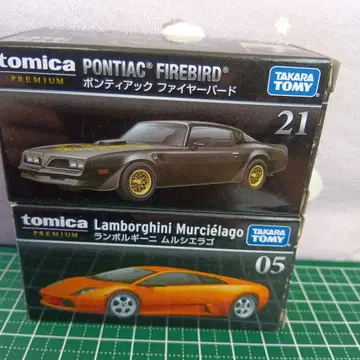 tomica PONTIAC® FIREBIRD®
PREMIUM ポンティアック ファイヤーバード
TAKARA TOMY
21
tomica Lamborghini Murciélago
PREMIUM ランボルギーニ ムルシエラゴ
TAKARA TOMY
05